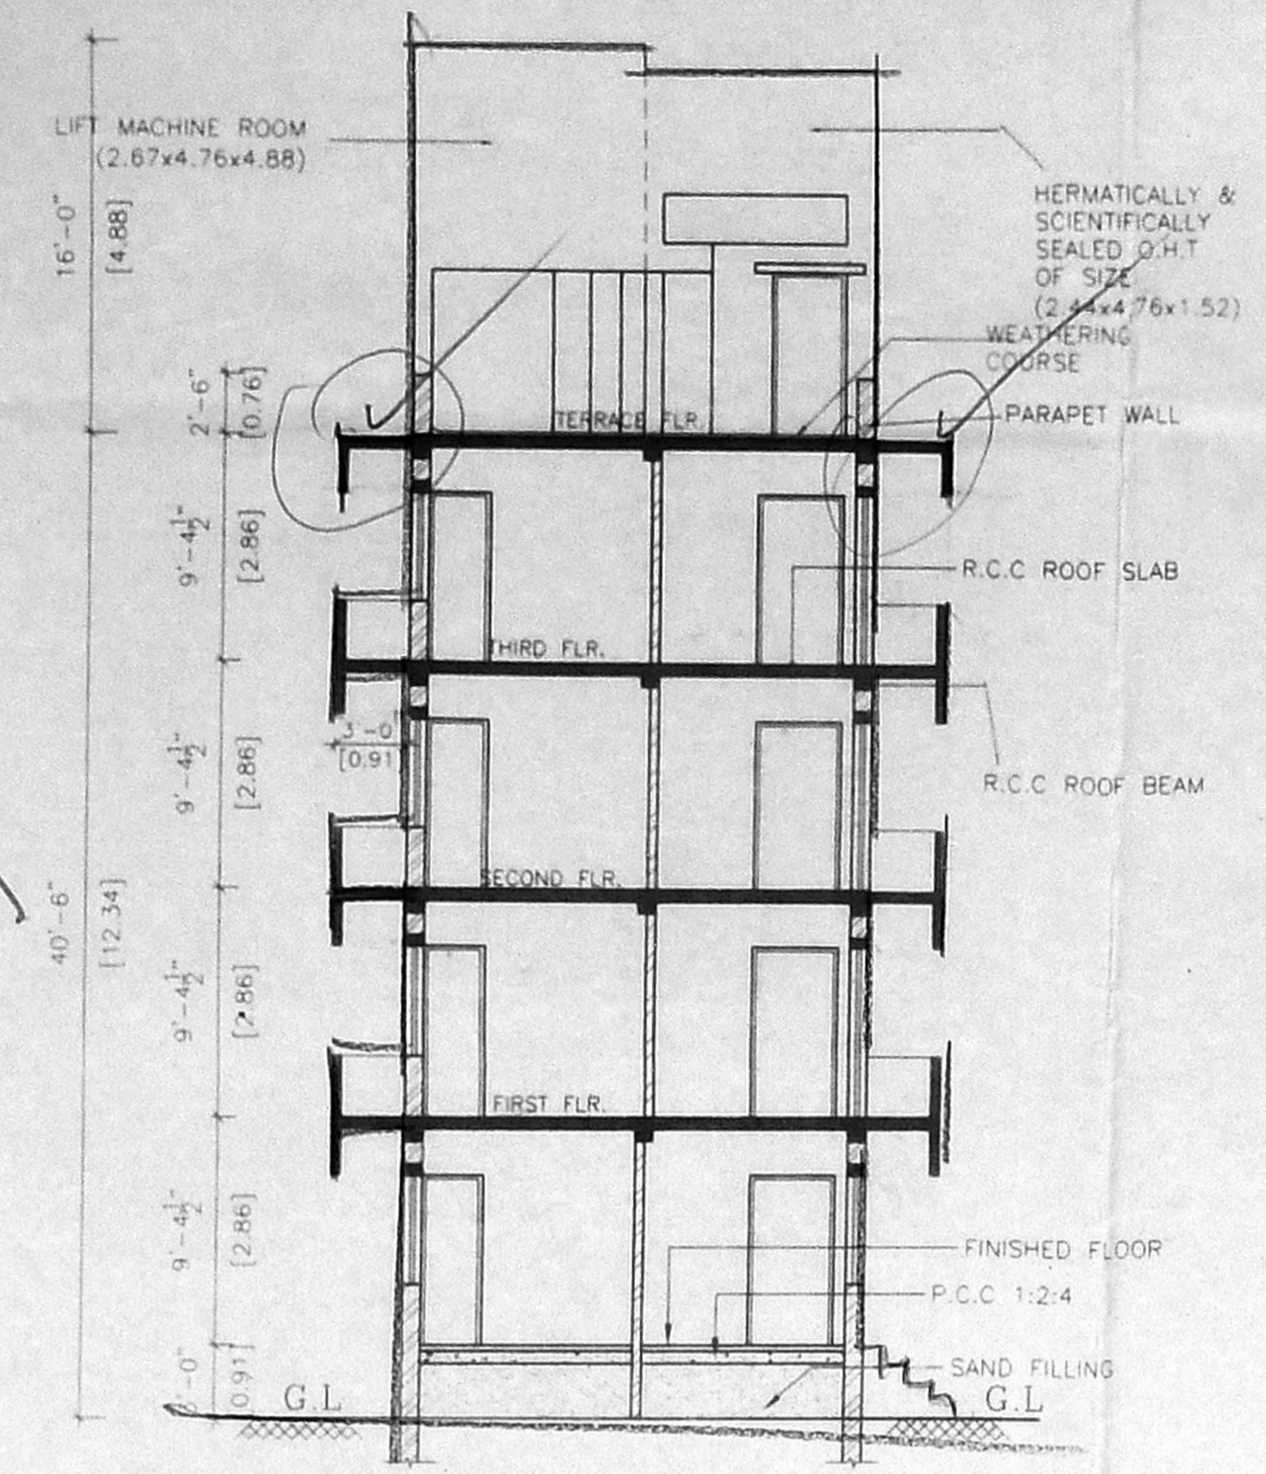 LIFT MACHINE ROOM
(2.67x4.76x4.88)
16'-0"
[4.88]
HERMATICALLY &
SCIENTIFICALLY
SEALED O.H.T
OF SIZE
(2.44x4.76x1.52)
WEATHERING
COURSE
2'-6"
[0.76]
TERRACE FLR.
PARAPET WALL
9'-4½"
[2.86]
R.C.C ROOF SLAB
THIRD FLR.
3'-0
[0.91
9'-4½"
[2.86]
R.C.C ROOF BEAM
SECOND FLR.
40'-6"
[12.34]
9'-4½"
[2.86]
FIRST FLR.
9'-4½"
[2.86]
FINISHED FLOOR
P.C.C 1:2:4
SAND FILLING
'-0"
0.91]
G.L
G.L